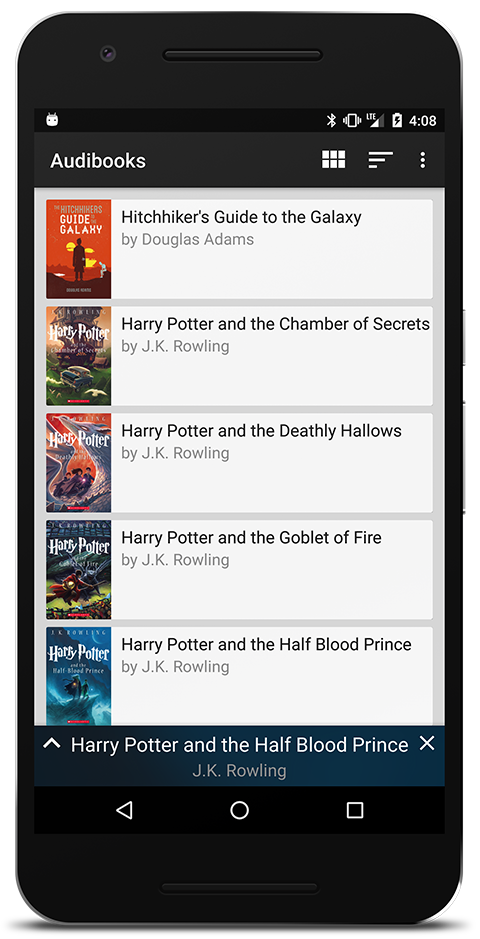 LTE 4:08
Audibooks
THE HITCHHIKERS
GUIDE TO THE
GALAXY
DOUGLAS ADAMS
Hitchhiker's Guide to the Galaxy
by Douglas Adams
J.K. ROWLING
Harry Potter
and the
Chamber of Secrets
Harry Potter and the Chamber of Secrets
by J.K. Rowling
J.K. ROWLING
Harry Potter
and the
Deathly Hallows
Harry Potter and the Deathly Hallows
by J.K. Rowling
J.K. ROWLING
Harry Potter
and the
Goblet of Fire
Harry Potter and the Goblet of Fire
by J.K. Rowling
J.K. ROWLING
Harry Potter
and the
Half-Blood Prince
Harry Potter and the Half Blood Prince
by J.K. Rowling
Harry Potter and the Half Blood Prince
J.K. Rowling